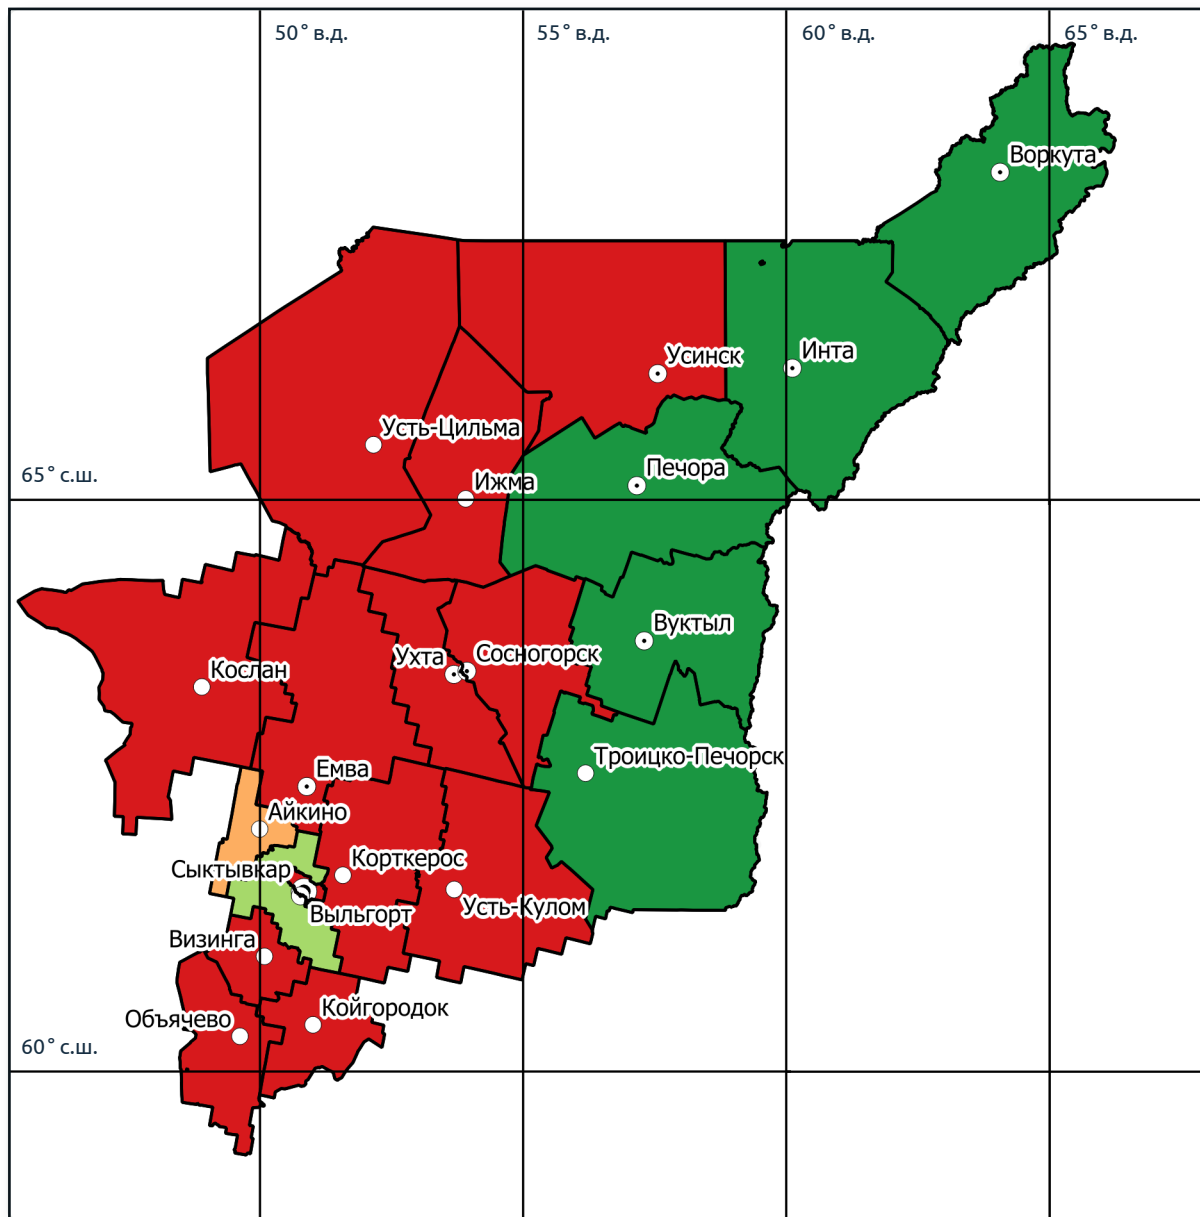 50° в.д.
55° в.д.
60° в.д.
65° в.д.
Воркута
Усинск
Инта
Усть-Цильма
65° с.ш.
Ижма
Печора
Вуктыл
Ухта
Сосногорск
Кослан
Троицко-Печорск
Емва
Айкино
Сыктывкар
Корткерос
Усть-Кулом
Выльгорт
Визинга
Объячево
Койгородок
60° с.ш.